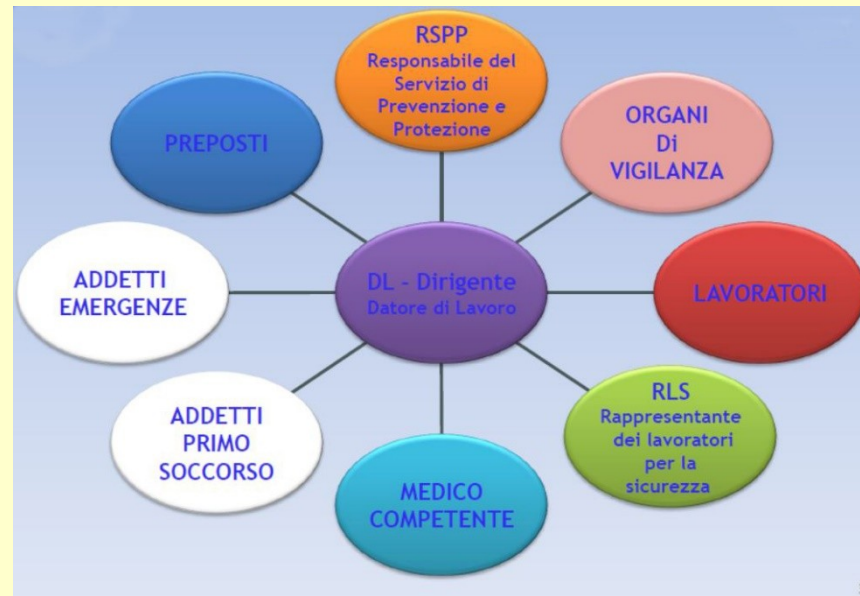 RSPP
Responsabile del
Servizio di
Prevenzione e
Protezione
ORGANI
Di
VIGILANZA
PREPOSTI
ADDETTI
EMERGENZE
DL - Dirigente
Datore di Lavoro
LAVORATORI
ADDETTI
PRIMO
SOCCORSO
MEDICO
COMPETENTE
RLS
Rappresentante
dei lavoratori
per la
sicurezza